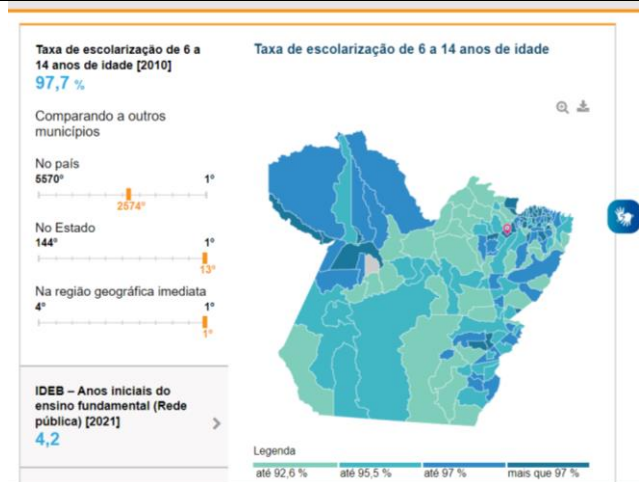 Taxa de escolarização de 6 a
14 anos de idade [2010]
97,7 %
Comparando a outros
municípios
No país
5570º 1º
2574º
No Estado
144º 1º
13º
Na região geográfica imediata
4º 1º
1º
IDEB – Anos iniciais do
ensino fundamental (Rede
pública) [2021]
4,2
Taxa de escolarização de 6 a 14 anos de idade
Legenda
até 92,6 % até 95,5 % até 97 % mais que 97 %